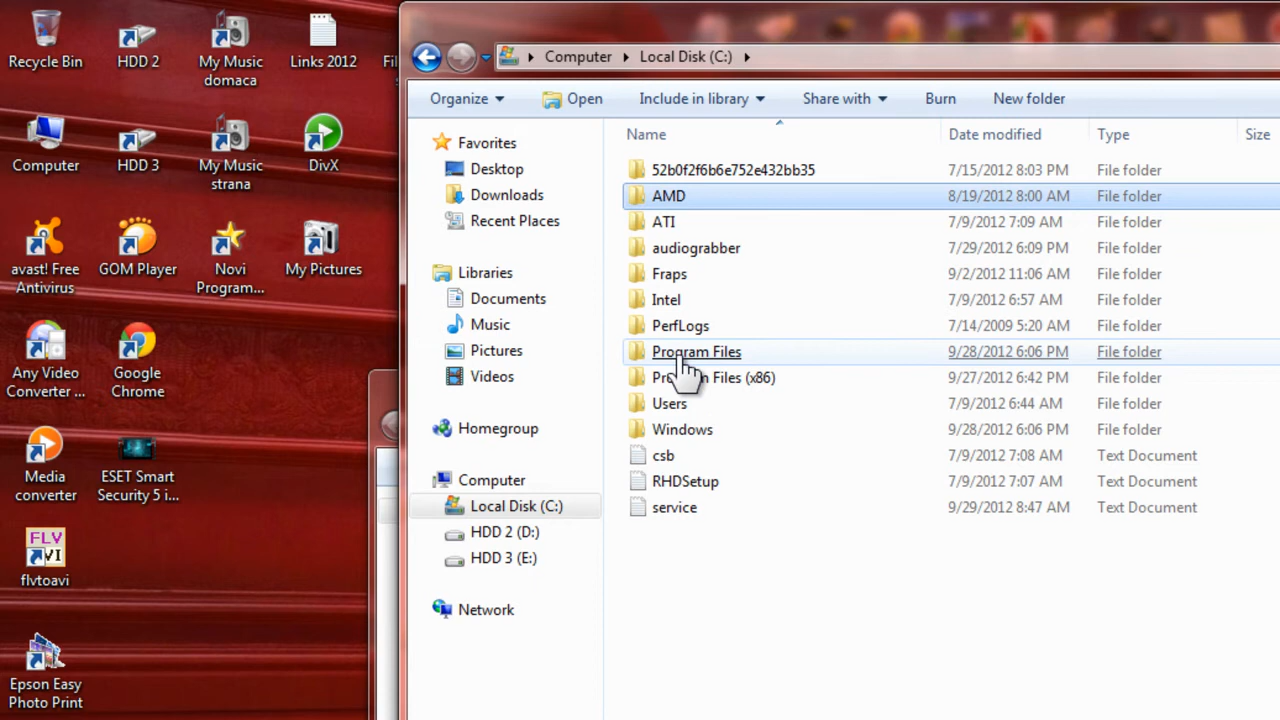 Recycle Bin
HDD 2
My Music
domaca
Links 2012
Fil
s
Computer
HDD 3
My Music
strana
DivX
avast! Free
Antivirus
GOM Player
Novi
Program...
My Pictures
Any Video
Converter ...
Google
Chrome
Media
converter
ESET Smart
Security 5 i...
FLV
VI
flvtoavi
Epson Easy
Photo Print
Computer
Local Disk (C:)
Organize
Open
Include in library
Share with
Burn
New folder
Favorites
Desktop
Downloads
Recent Places
Libraries
Documents
Music
Pictures
Videos
Homegroup
Computer
Local Disk (C:)
HDD 2 (D:)
HDD 3 (E:)
Network
Name Date modified Type Size
52b0f2f6b6e752e432bb35 7/15/2012 8:03 PM File folder
AMD 8/19/2012 8:00 AM File folder
ATI 7/9/2012 7:09 AM File folder
audiograbber 7/29/2012 6:09 PM File folder
Fraps 9/2/2012 11:06 AM File folder
Intel 7/9/2012 6:57 AM File folder
PerfLogs 7/14/2009 5:20 AM File folder
Program Files 9/28/2012 6:06 PM File folder
Program Files (x86) 9/27/2012 6:42 PM File folder
Users 7/9/2012 6:44 AM File folder
Windows 9/28/2012 6:06 PM File folder
csb 7/9/2012 7:08 AM Text Document
RHDSetup 7/9/2012 7:07 AM Text Document
service 9/29/2012 8:47 AM Text Document